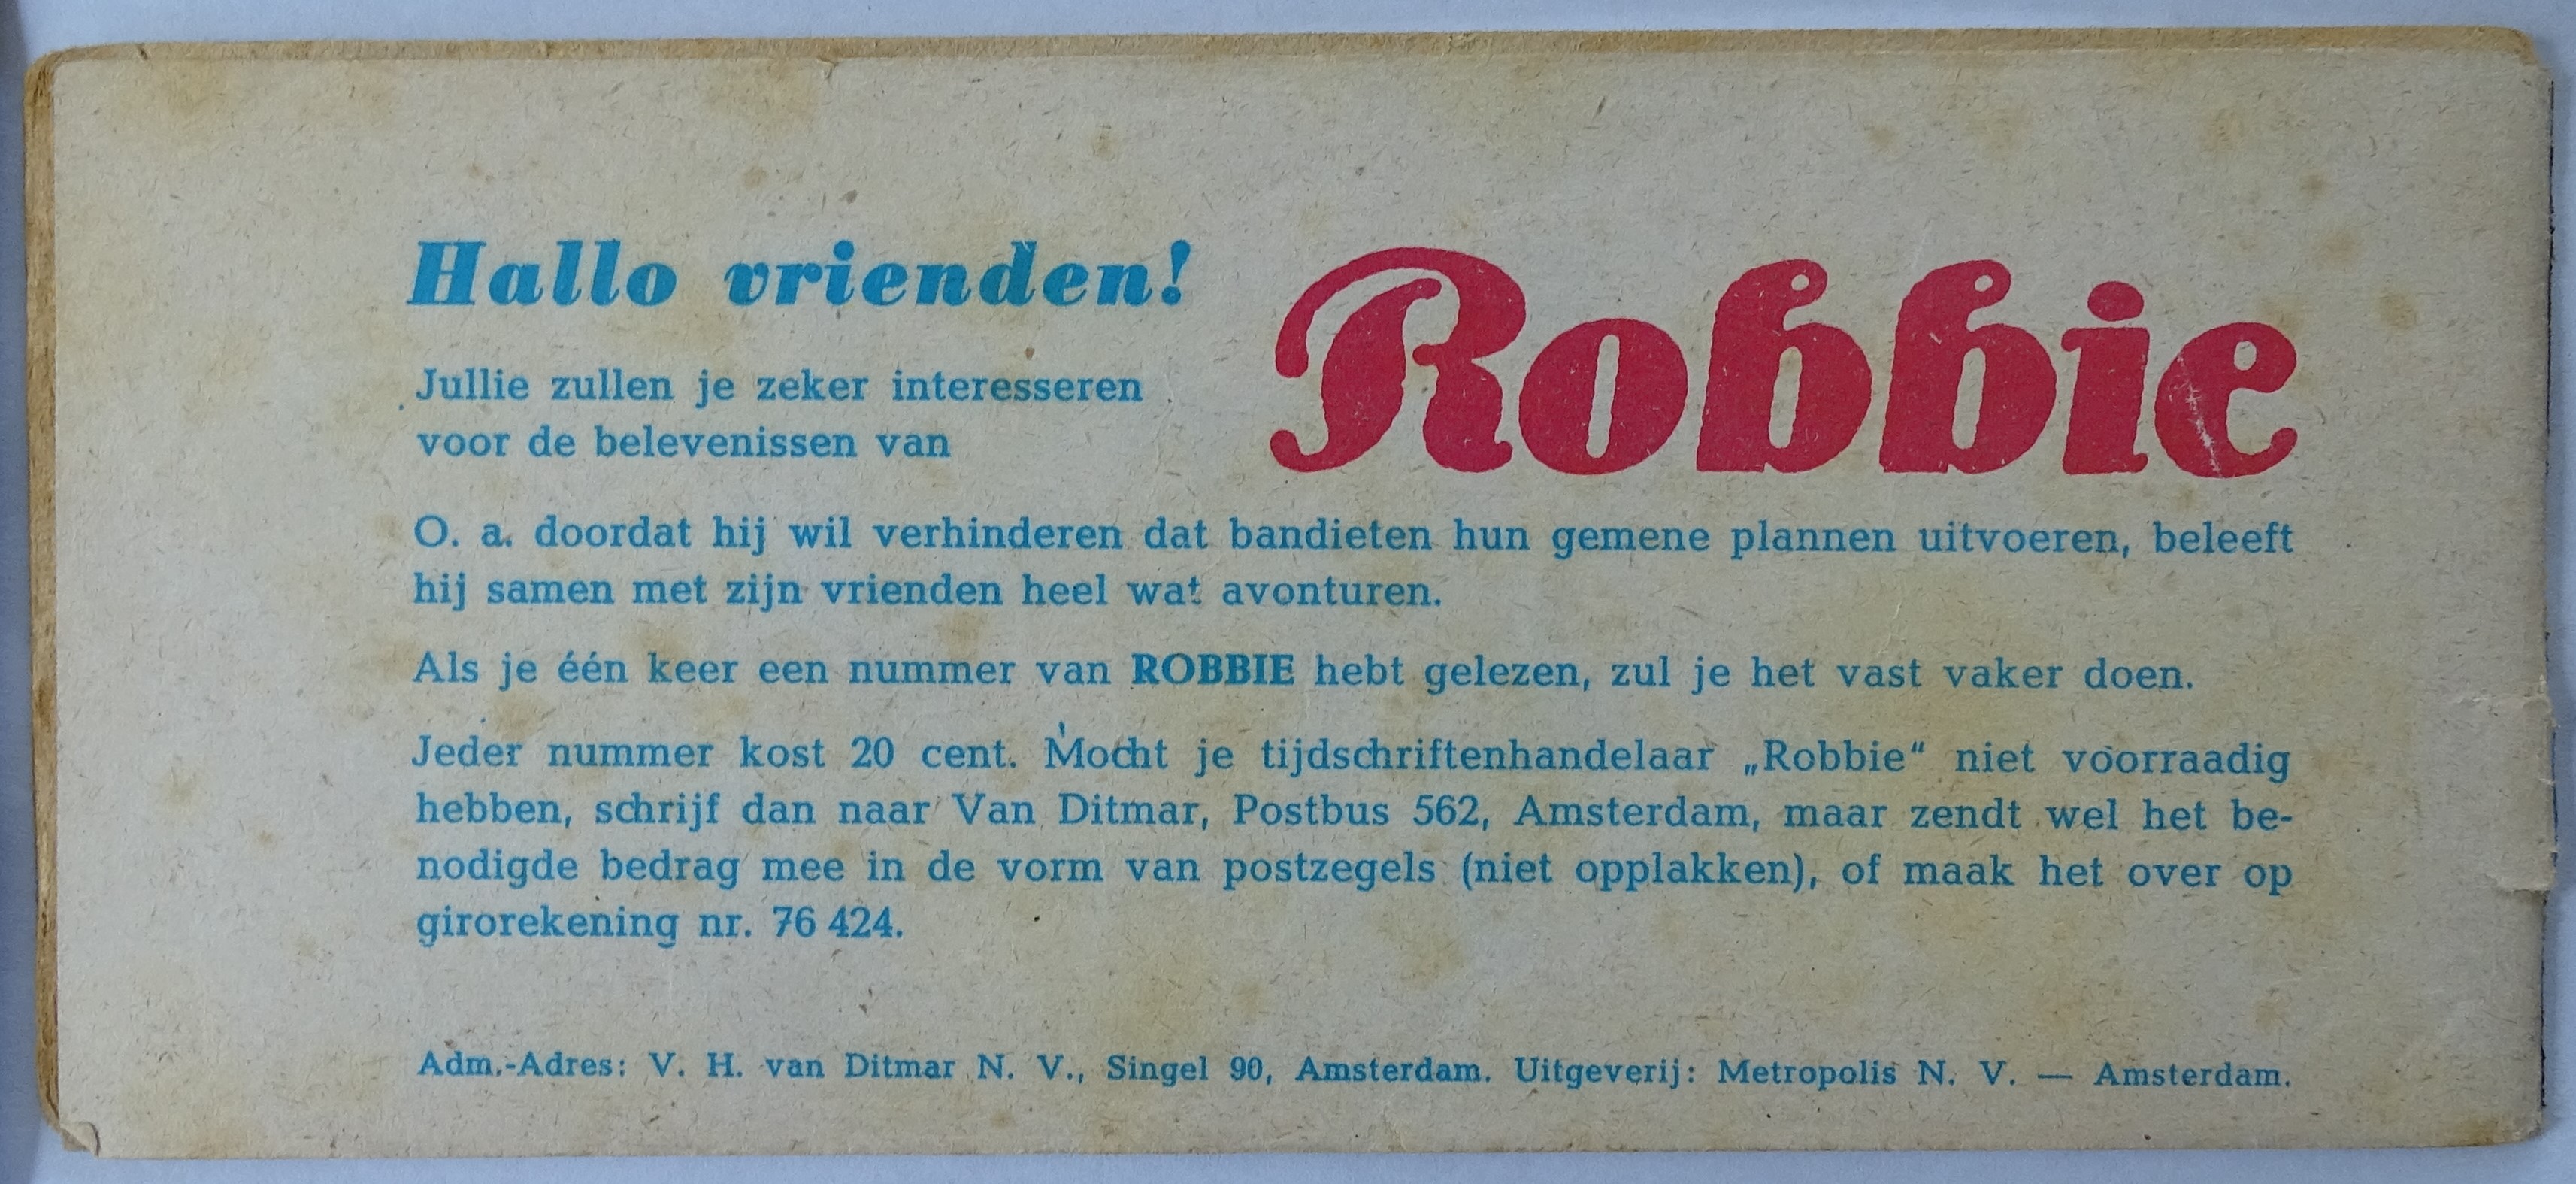 Hallo vrienden!
Jullie zullen je zeker interesseren
voor de belevenissen van
Robbie
O. a. doordat hij wil verhinderen dat bandieten hun gemene plannen uitvoeren, beleeft
hij samen met zijn vrienden heel wat avonturen.
Als je één keer een nummer van ROBBIE hebt gelezen, zul je het vast vaker doen.
Jeder nummer kost 20 cent. Mocht je tijdschriftenhandelaar „Robbie“ niet voorraadig
hebben, schrijf dan naar Van Ditmar, Postbus 562, Amsterdam, maar zendt wel het be-
nodigde bedrag mee in de vorm van postzegels (niet opplakken), of maak het over op
girorekening nr. 76 424.
Adm.-Adres: V. H. van Ditmar N. V., Singel 90, Amsterdam. Uitgeverij: Metropolis N. V. — Amsterdam.